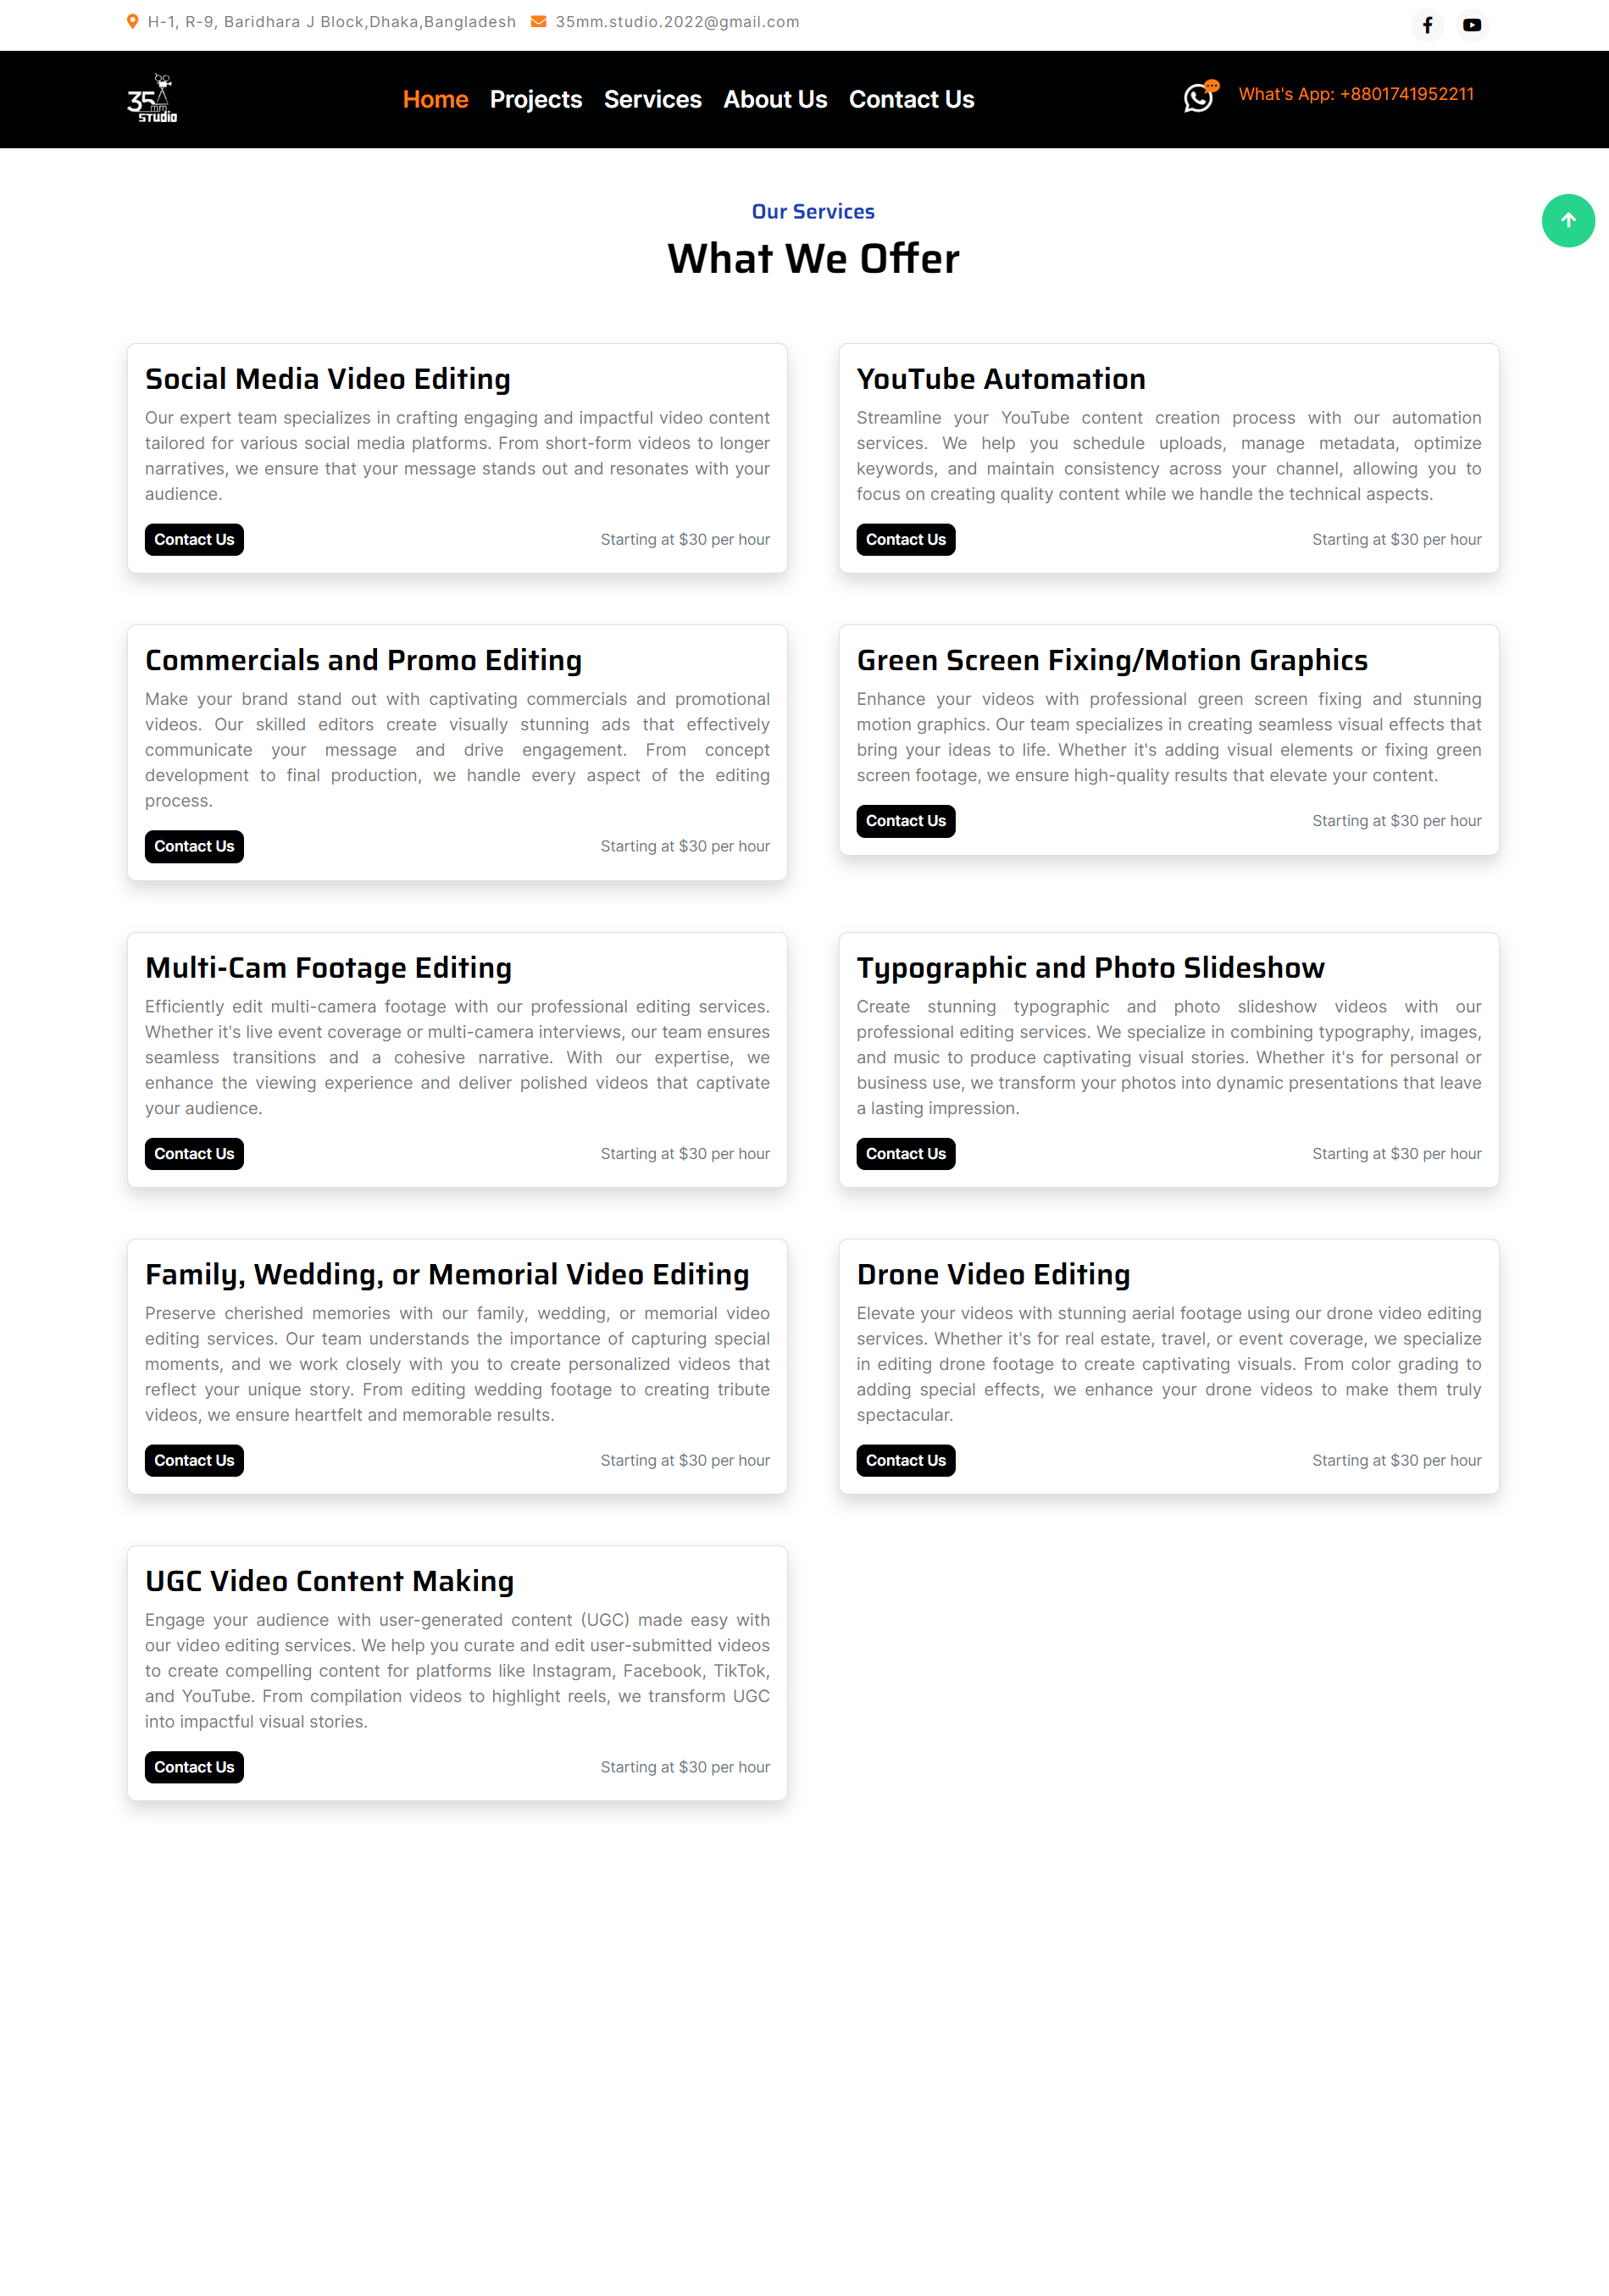 H-1, R-9, Baridhara J Block,Dhaka,Bangladesh 35mm.studio.2022@gmail.com
35
mm
STUDIO
Home Projects Services About Us Contact Us
What's App: +8801741952211
Our Services
What We Offer
Social Media Video Editing
Our expert team specializes in crafting engaging and impactful video content
tailored for various social media platforms. From short-form videos to longer
narratives, we ensure that your message stands out and resonates with your
audience.
Contact Us Starting at $30 per hour
YouTube Automation
Streamline your YouTube content creation process with our automation
services. We help you schedule uploads, manage metadata, optimize
keywords, and maintain consistency across your channel, allowing you to
focus on creating quality content while we handle the technical aspects.
Contact Us Starting at $30 per hour
Commercials and Promo Editing
Make your brand stand out with captivating commercials and promotional
videos. Our skilled editors create visually stunning ads that effectively
communicate your message and drive engagement. From concept
development to final production, we handle every aspect of the editing
process.
Contact Us Starting at $30 per hour
Green Screen Fixing/Motion Graphics
Enhance your videos with professional green screen fixing and stunning
motion graphics. Our team specializes in creating seamless visual effects that
bring your ideas to life. Whether it's adding visual elements or fixing green
screen footage, we ensure high-quality results that elevate your content.
Contact Us Starting at $30 per hour
Multi-Cam Footage Editing
Efficiently edit multi-camera footage with our professional editing services.
Whether it's live event coverage or multi-camera interviews, our team ensures
seamless transitions and a cohesive narrative. With our expertise, we
enhance the viewing experience and deliver polished videos that captivate
your audience.
Contact Us Starting at $30 per hour
Typographic and Photo Slideshow
Create stunning typographic and photo slideshow videos with our
professional editing services. We specialize in combining typography, images,
and music to produce captivating visual stories. Whether it's for personal or
business use, we transform your photos into dynamic presentations that leave
a lasting impression.
Contact Us Starting at $30 per hour
Family, Wedding, or Memorial Video Editing
Preserve cherished memories with our family, wedding, or memorial video
editing services. Our team understands the importance of capturing special
moments, and we work closely with you to create personalized videos that
reflect your unique story. From editing wedding footage to creating tribute
videos, we ensure heartfelt and memorable results.
Contact Us Starting at $30 per hour
Drone Video Editing
Elevate your videos with stunning aerial footage using our drone video editing
services. Whether it's for real estate, travel, or event coverage, we specialize
in editing drone footage to create captivating visuals. From color grading to
adding special effects, we enhance your drone videos to make them truly
spectacular.
Contact Us Starting at $30 per hour
UGC Video Content Making
Engage your audience with user-generated content (UGC) made easy with
our video editing services. We help you curate and edit user-submitted videos
to create compelling content for platforms like Instagram, Facebook, TikTok,
and YouTube. From compilation videos to highlight reels, we transform UGC
into impactful visual stories.
Contact Us Starting at $30 per hour